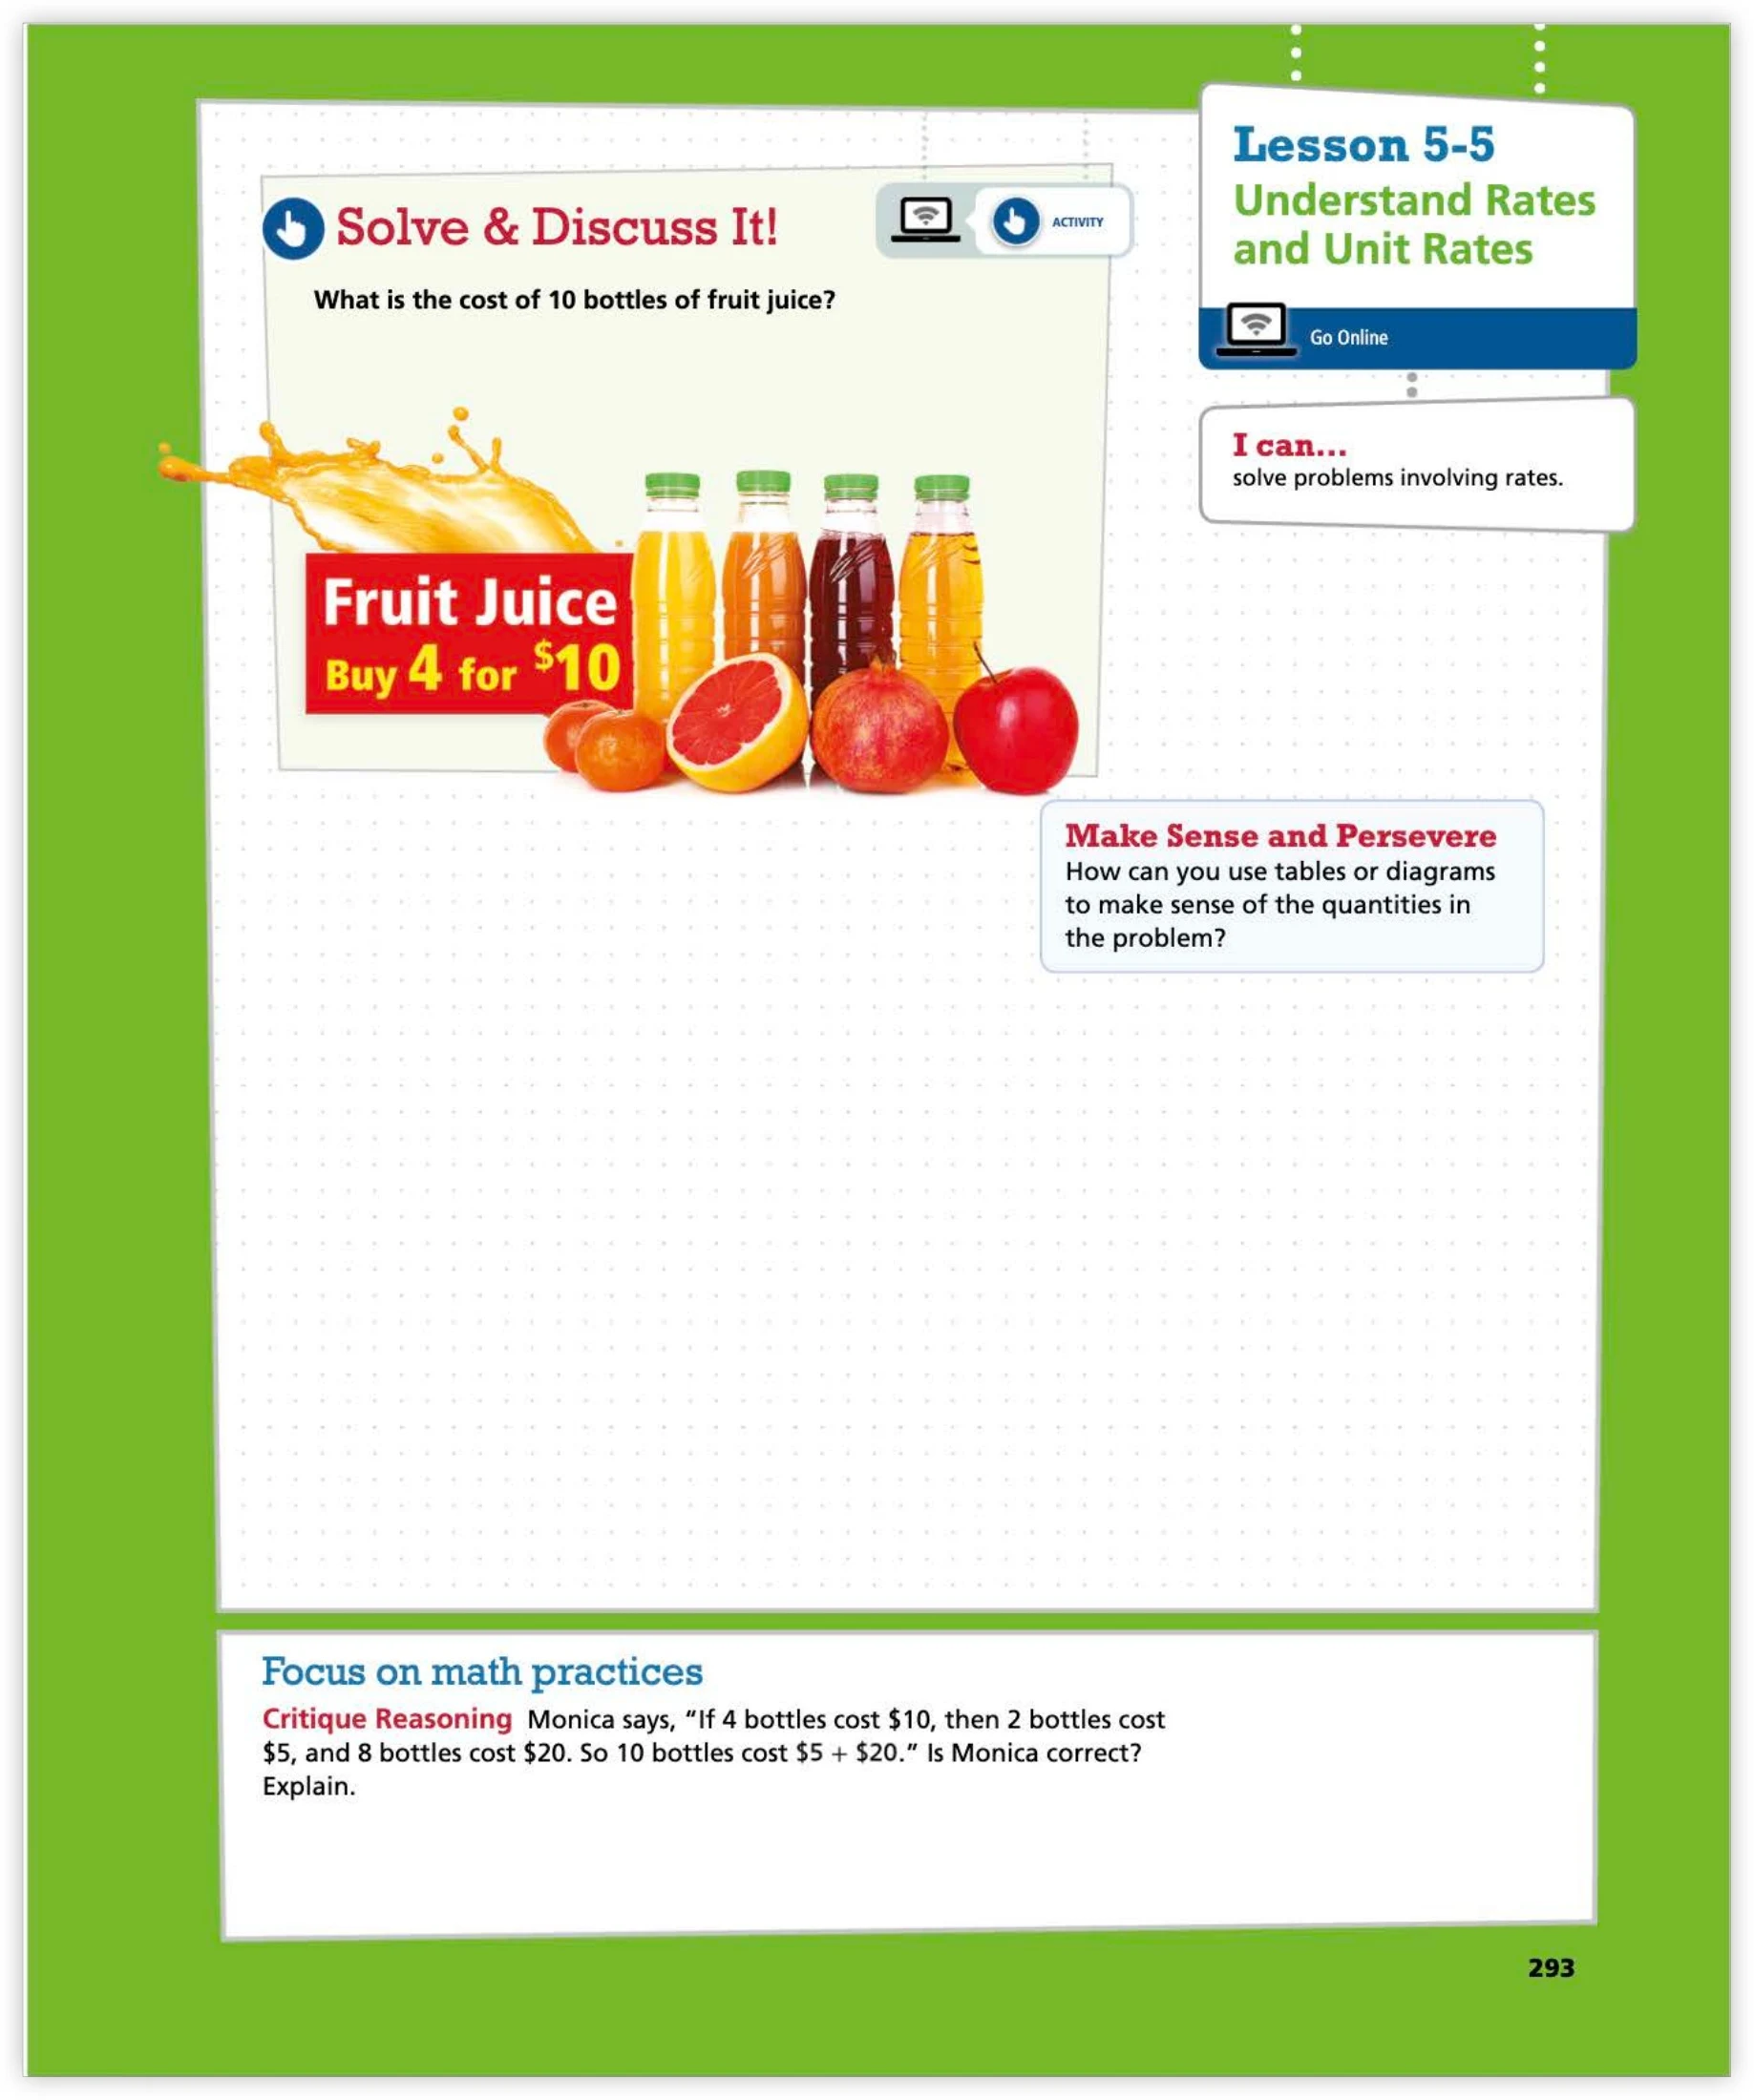 Lesson 5-5
Understand Rates
and Unit Rates
Go Online
I can...
solve problems involving rates.
Solve & Discuss It!
ACTIVITY
What is the cost of 10 bottles of fruit juice?
Fruit Juice
Buy 4 for $10
Make Sense and Persevere
How can you use tables or diagrams
to make sense of the quantities in
the problem?
Focus on math practices
Critique Reasoning Monica says, “If 4 bottles cost $10, then 2 bottles cost
$5, and 8 bottles cost $20. So 10 bottles cost $5 + $20.” Is Monica correct?
Explain.
293